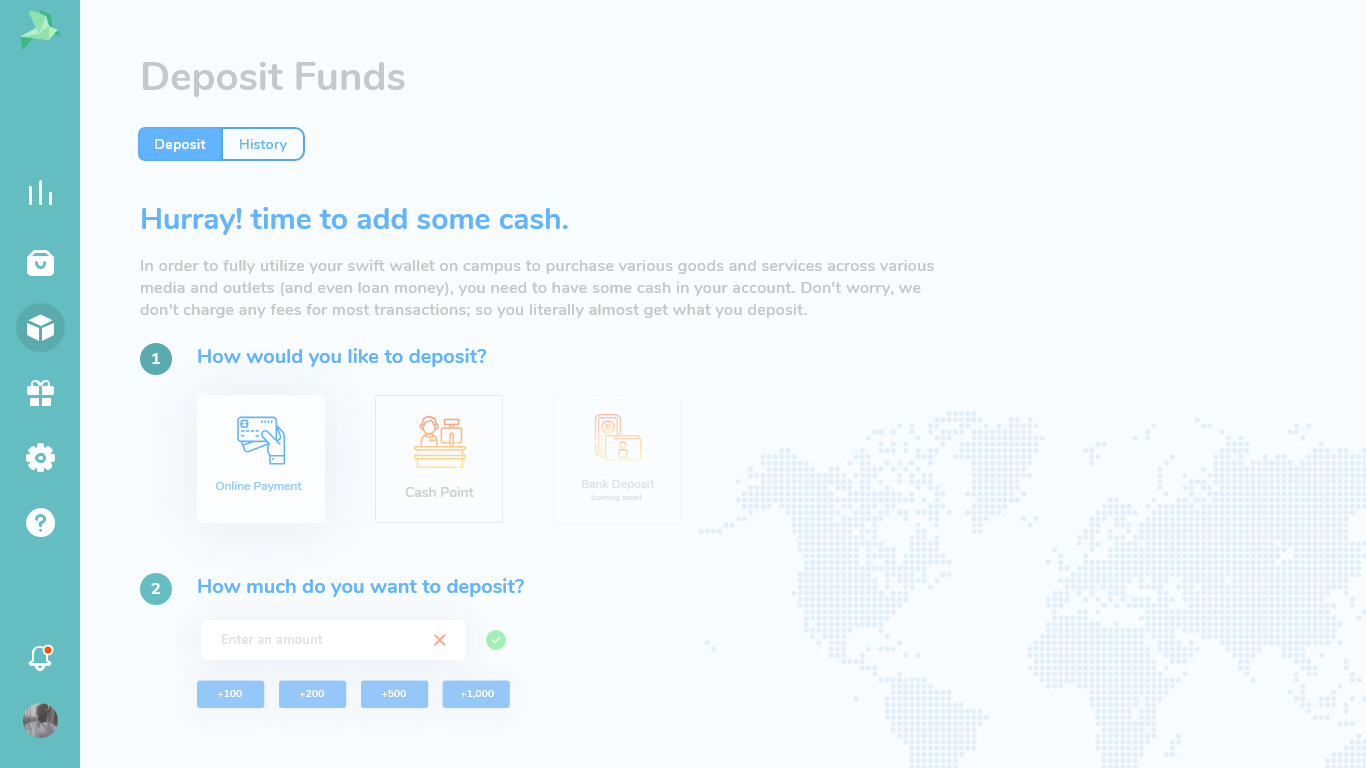 Deposit Funds
Deposit
History
Hurray! time to add some cash.
In order to fully utilize your swift wallet on campus to purchase various goods and services across various
media and outlets (and even loan money), you need to have some cash in your account. Don't worry, we
don't charge any fees for most transactions; so you literally almost get what you deposit.
1
How would you like to deposit?
Online Payment
Cash Point
Bank Deposit
(coming soon)
2
How much do you want to deposit?
Enter an amount
+100
+200
+500
+1,000